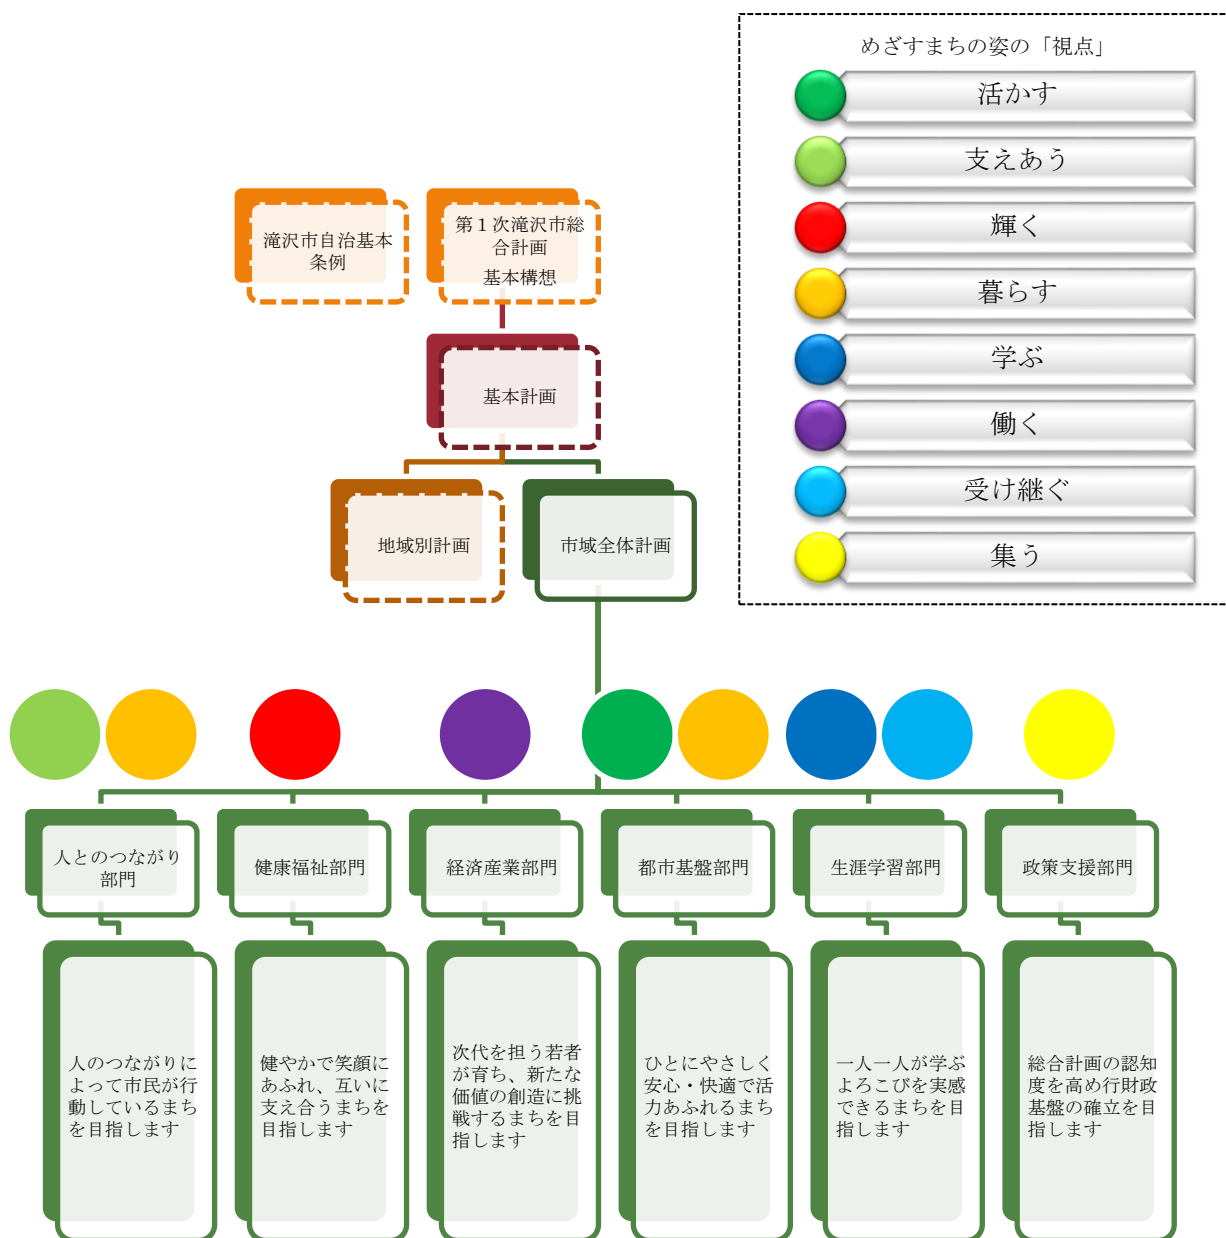 めざすまちの姿の「視点」
活かす
支えあう
輝く
暮らす
学ぶ
働く
受け継ぐ
集う
滝沢市自治基本
条例
第１次滝沢市総
合計画
基本構想
基本計画
地域別計画
市域全体計画
人とのつながり
部門
健康福祉部門
経済産業部門
都市基盤部門
生涯学習部門
政策支援部門
人のつながりに
よって市民が行
動しているまち
を目指します
健やかで笑顔に
あふれ、互いに
支え合うまちを
目指します
次代を担う若者
が育ち、新たな
価値の創造に挑
戦するまちを目
指します
ひとにやさしく
安心・快適で活
力あふれるまち
を目指します
一人一人が学ぶ
よろこびを実感
できるまちを目
指します
総合計画の認知
度を高め行財政
基盤の確立を目
指します